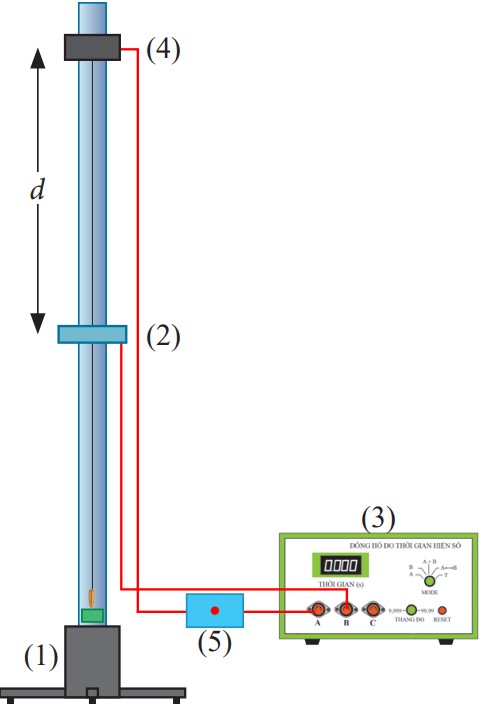 (4)
d
(2)
(3)
ĐỒNG HỒ ĐO THỜI GIAN HIỆN SỐ
0000
THỜI GIAN (s)
A+B
B
A↔B
A
T
MODE
A
B
C
9,999
99,99
THANG ĐO
RESET
(5)
(1)